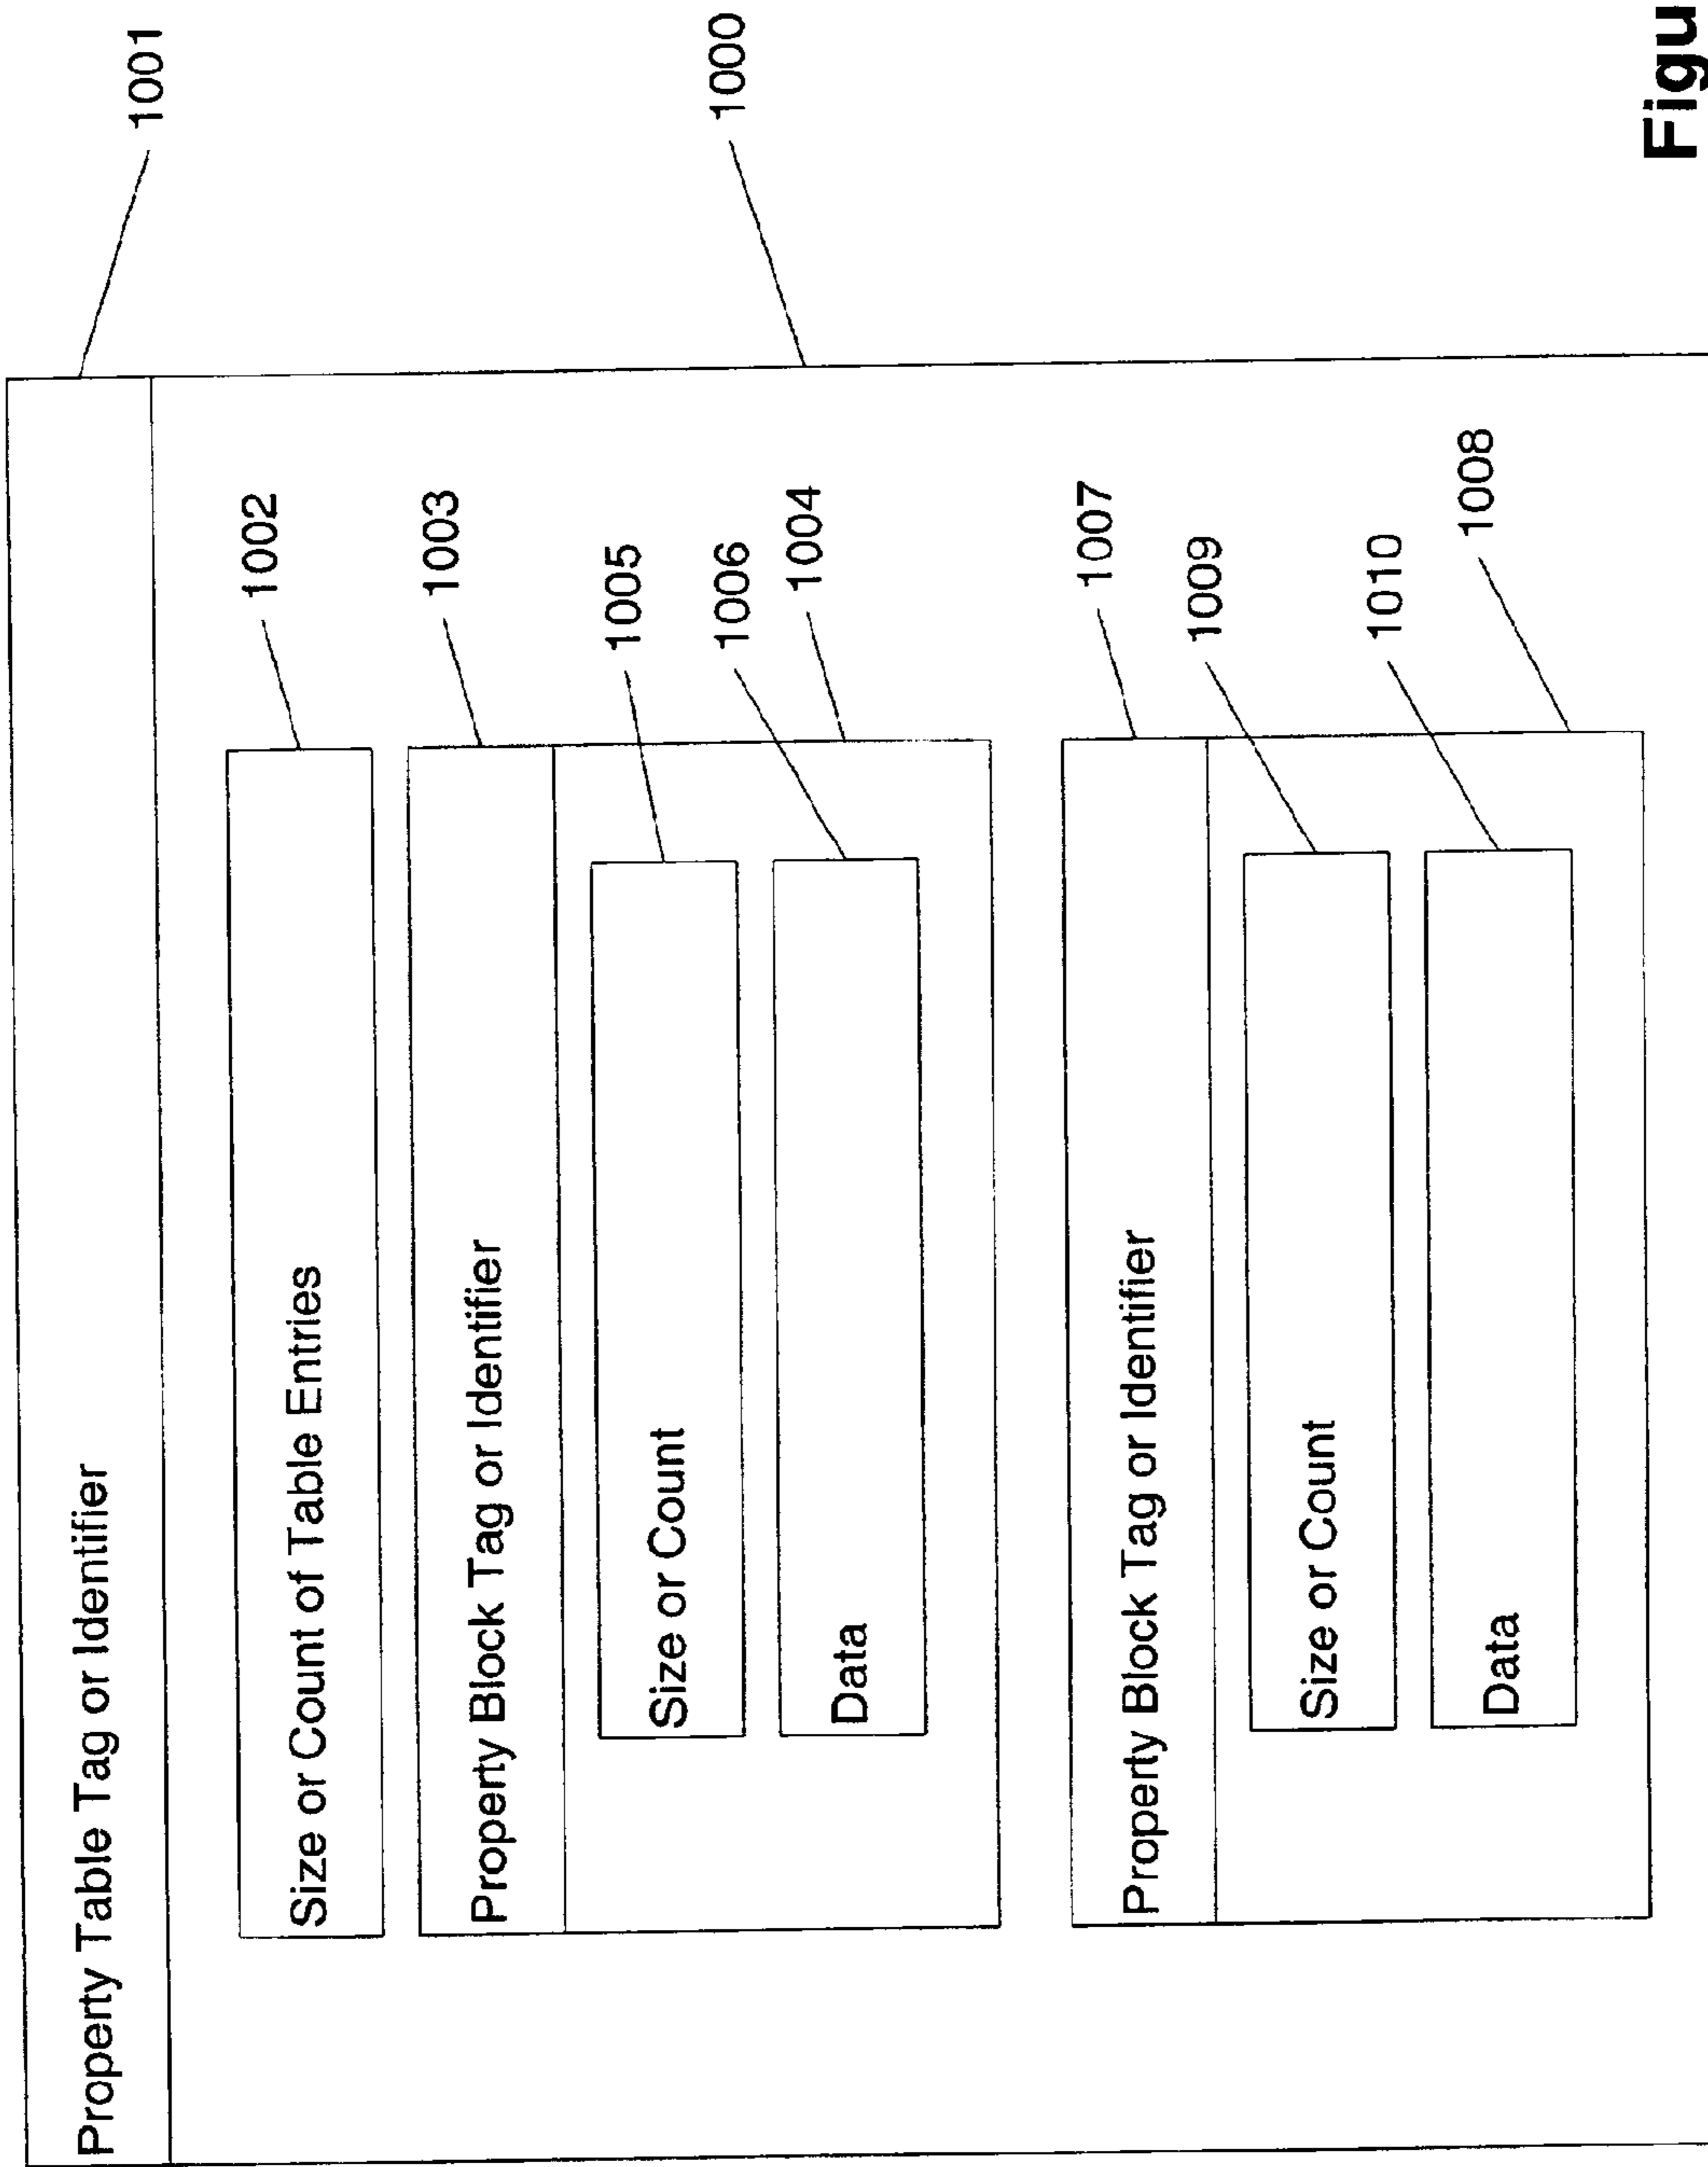 Property Table Tag or Identifier
1001
Size or Count of Table Entries
1002
Property Block Tag or Identifier
1003
Size or Count
1005
Data
1006
1004
1000
Property Block Tag or Identifier
1007
Size or Count
1009
Data
1010
1008
Figu